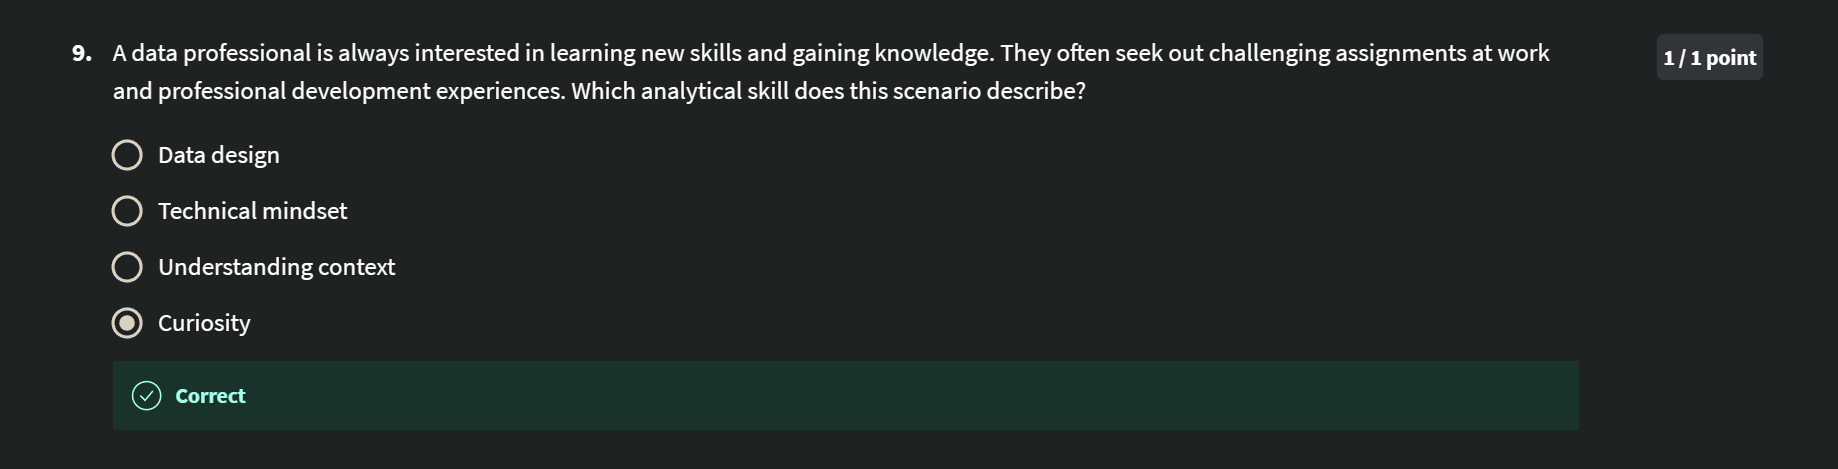 9. A data professional is always interested in learning new skills and gaining knowledge. They often seek out challenging assignments at work
and professional development experiences. Which analytical skill does this scenario describe?
1 / 1 point
Data design
Technical mindset
Understanding context
Curiosity
Correct